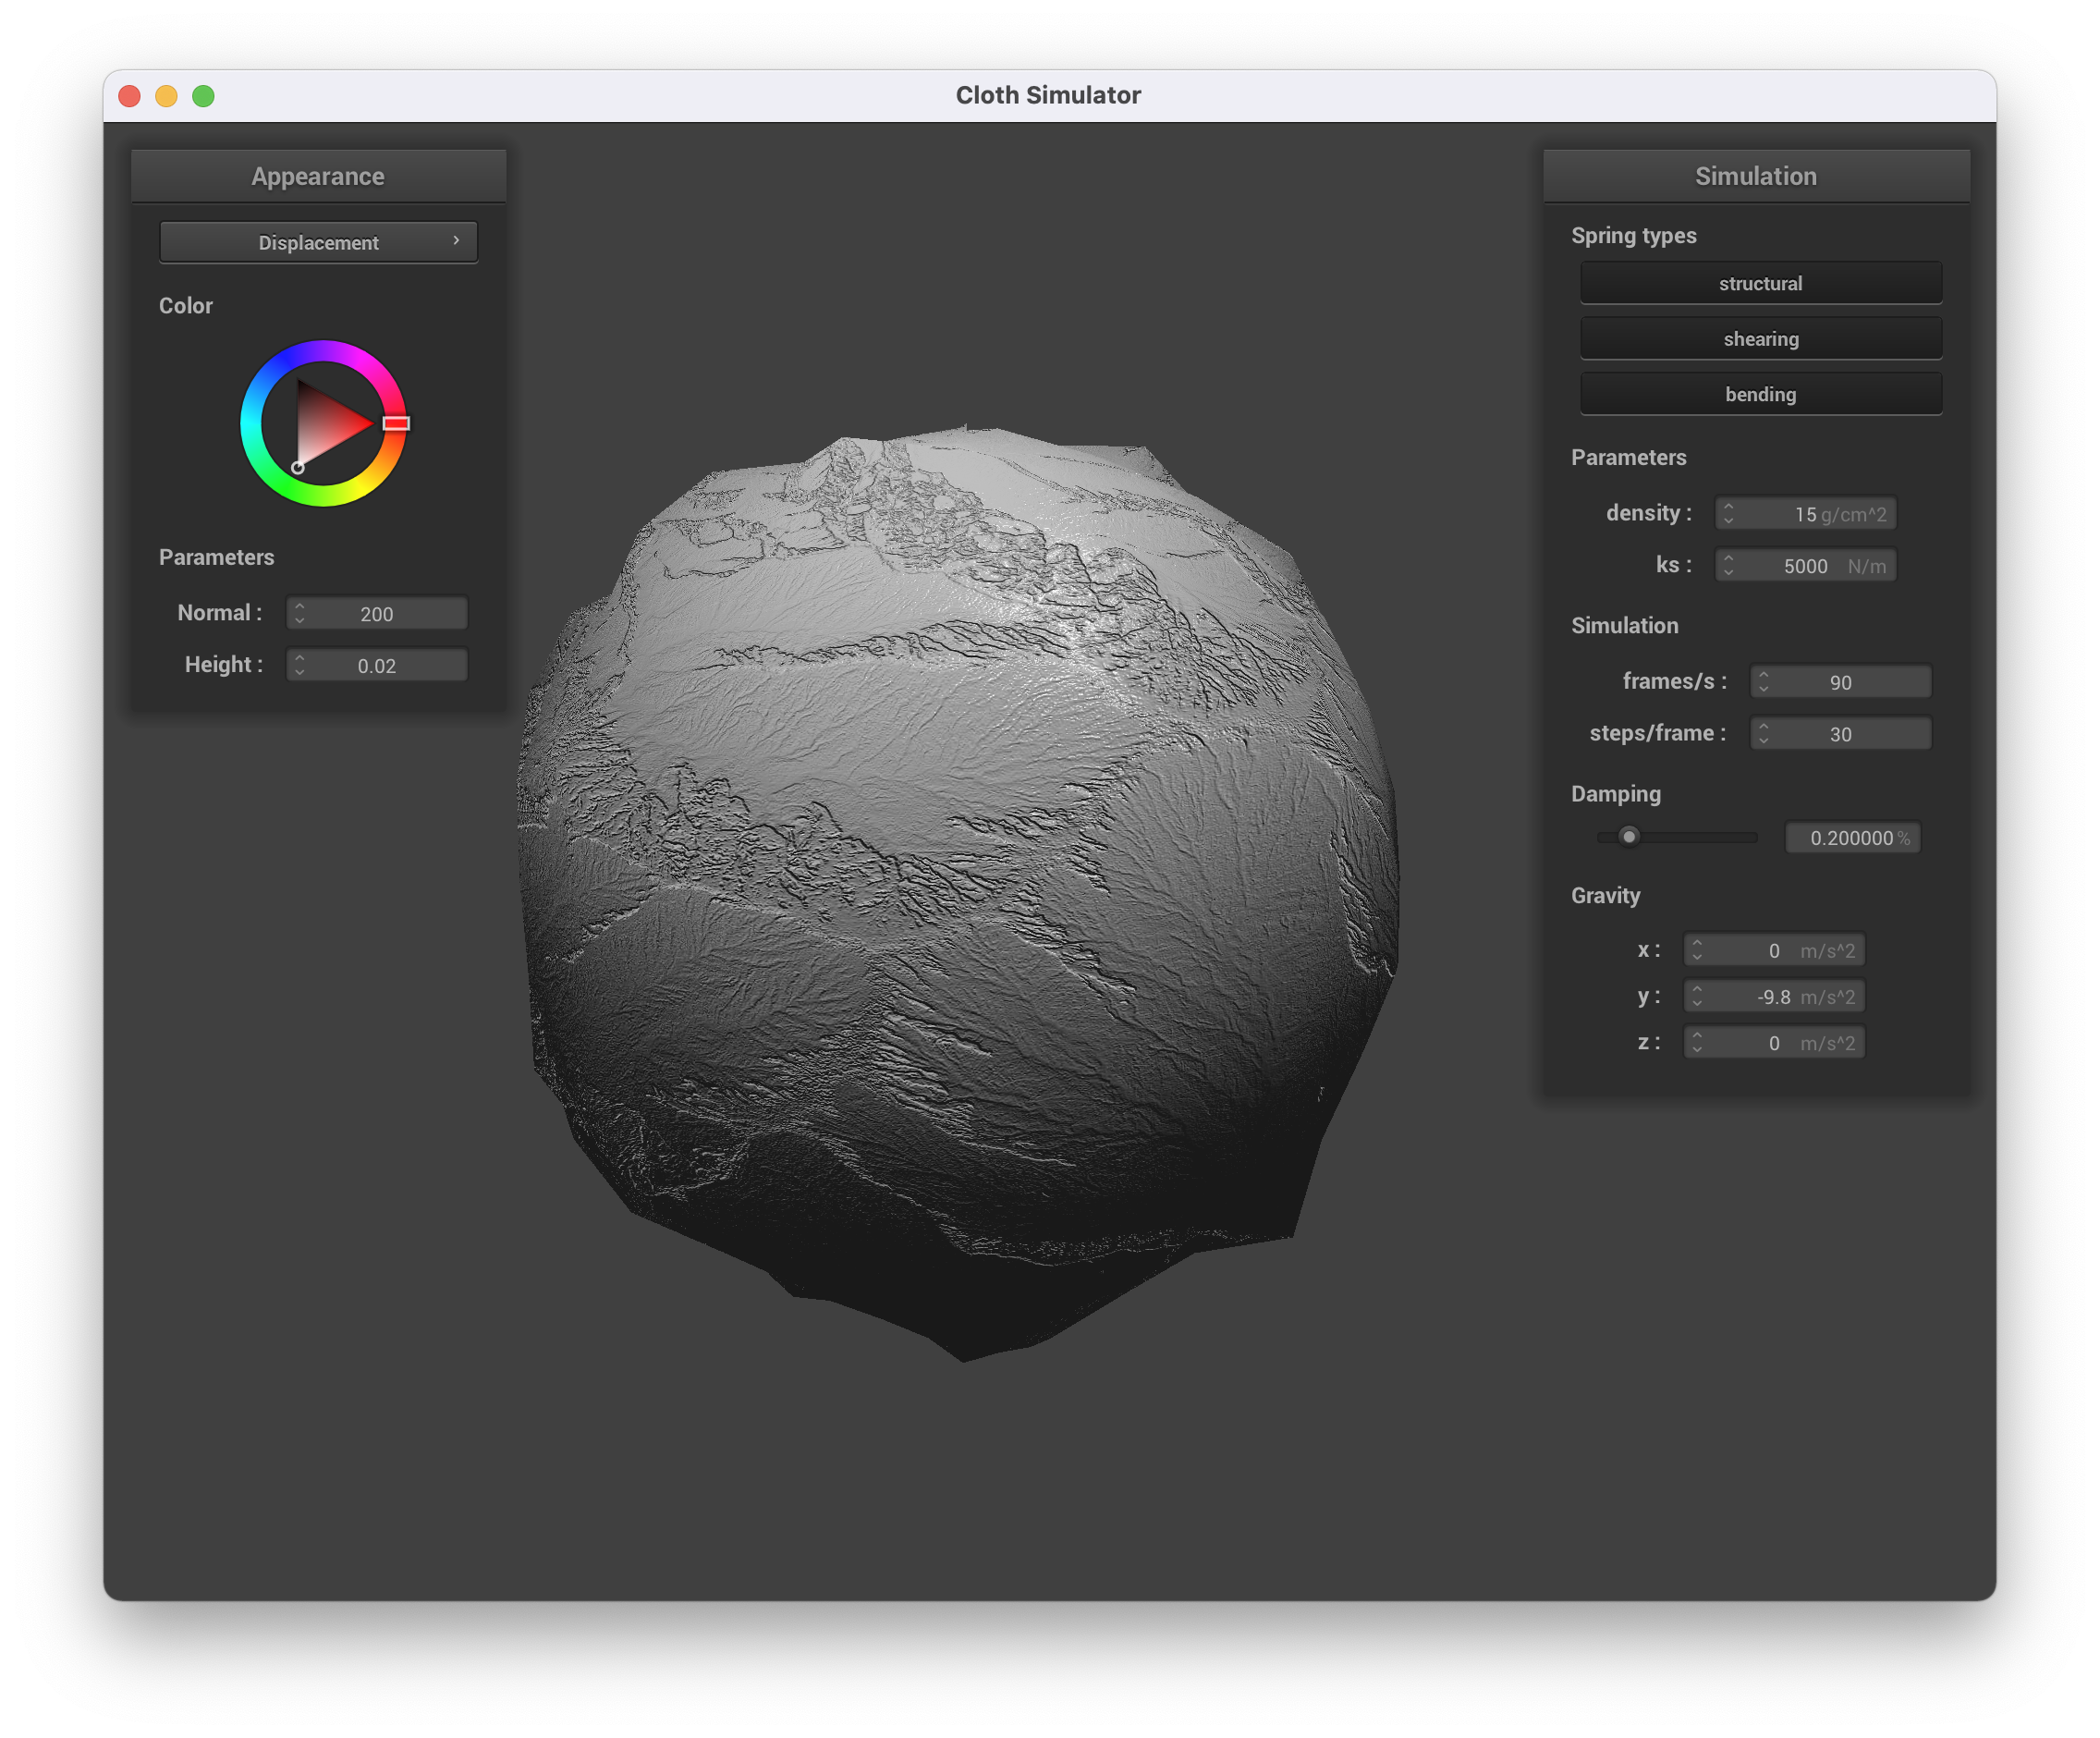 Cloth Simulator
Appearance
Displacement
Color
Parameters
Normal : 200
Height : 0.02
Simulation
Spring types
structural
shearing
bending
Parameters
density : 15 g/cm^2
ks : 5000 N/m
Simulation
frames/s : 90
steps/frame : 30
Damping
0.200000 %
Gravity
x : 0 m/s^2
y : -9.8 m/s^2
z : 0 m/s^2